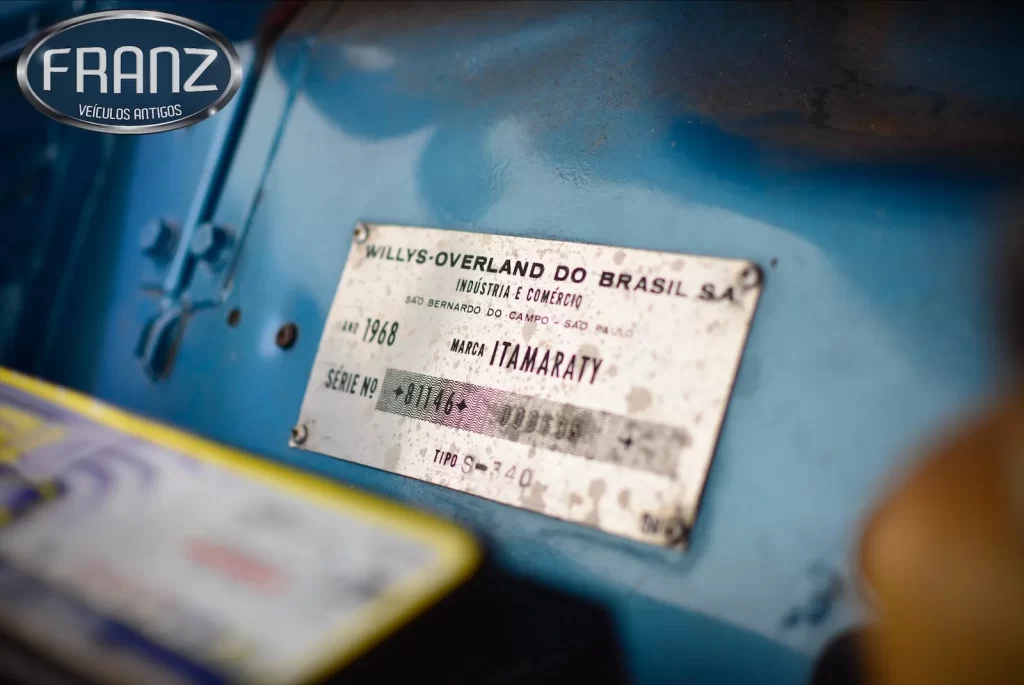 FRANZ
VEÍCULOS ANTIGOS
WILLYS-OVERLAND DO BRASIL S.A.
INDÚSTRIA E COMÉRCIO
SÃO BERNARDO DO CAMPO - SÃO PAULO
ANO 1968
MARCA ITAMARATY
SÉRIE Nº ✦81146✦
TIPO S-340